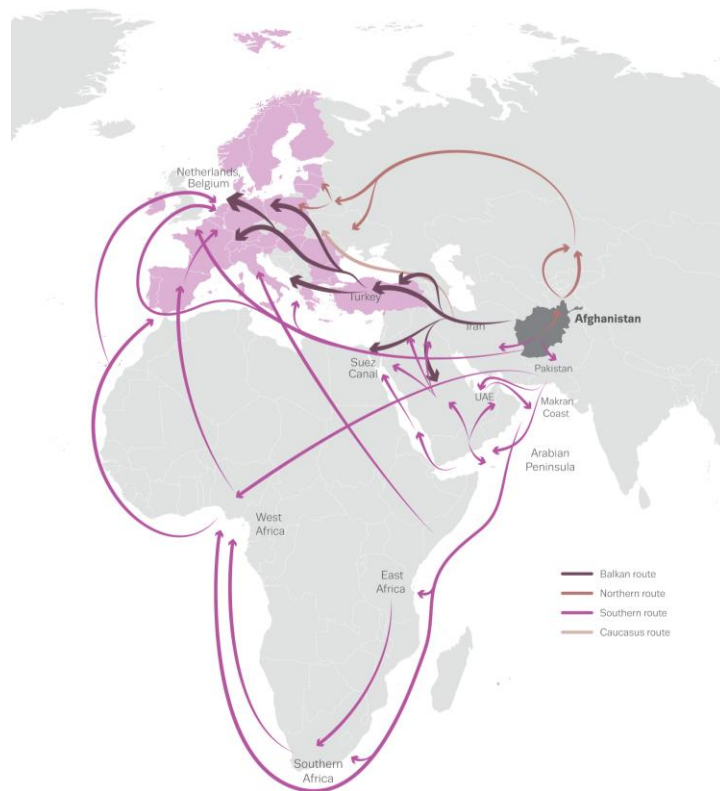 Netherlands,
Belgium
Turkey
Iran
Afghanistan
Pakistan
Suez
Canal
UAE
Makran
Coast
Arabian
Peninsula
West
Africa
East
Africa
Southern
Africa
Balkan route
Northern route
Southern route
Caucasus route